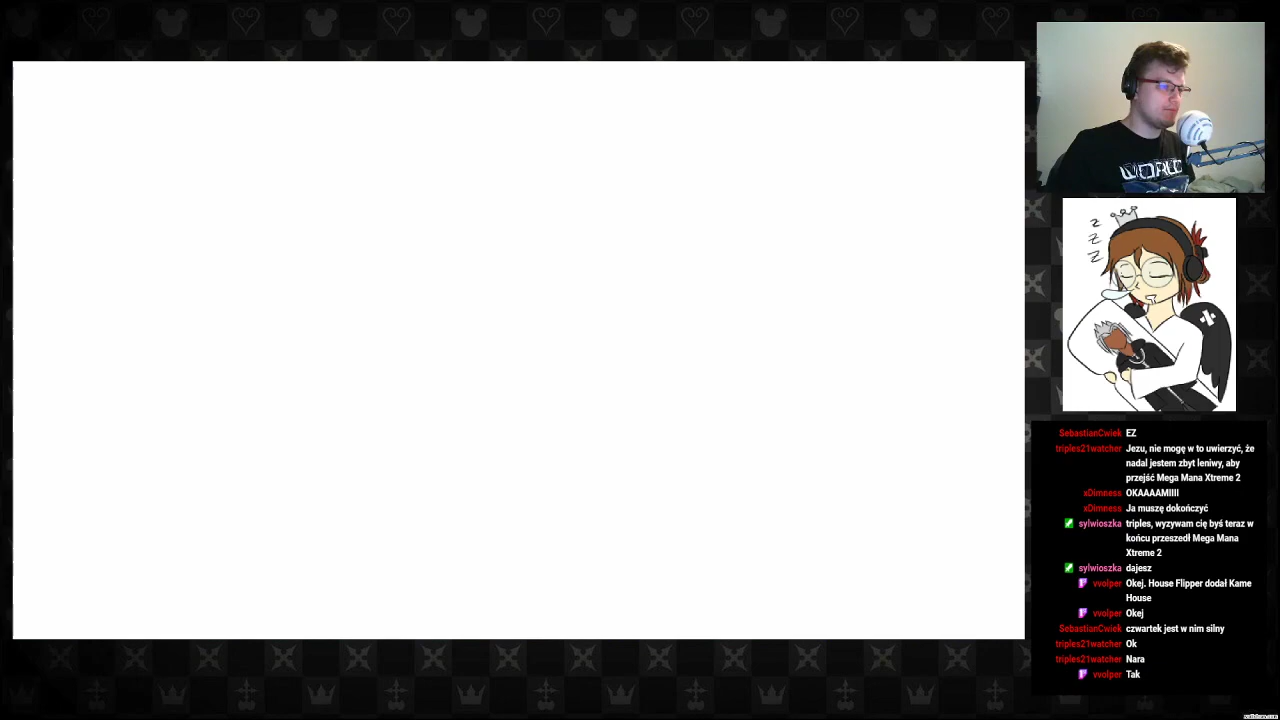 WORLD
z
z
z
SebastianCwiek EZ
triples21watcher Jezu, nie mogę w to uwierzyć, że
nadal jestem zbyt leniwy, aby
przejść Mega Mana Xtreme 2
xDimness OKAAAAMIIII
xDimness Ja muszę dokończyć
sylwioszka triples, wyzywam cię byś teraz w
końcu przeszedł Mega Mana
Xtreme 2
sylwioszka dajesz
vvolper Okej. House Flipper dodał Kame
House
vvolper Okej
SebastianCwiek czwartek jest w nim silny
triples21watcher Ok
triples21watcher Nara
vvolper Tak